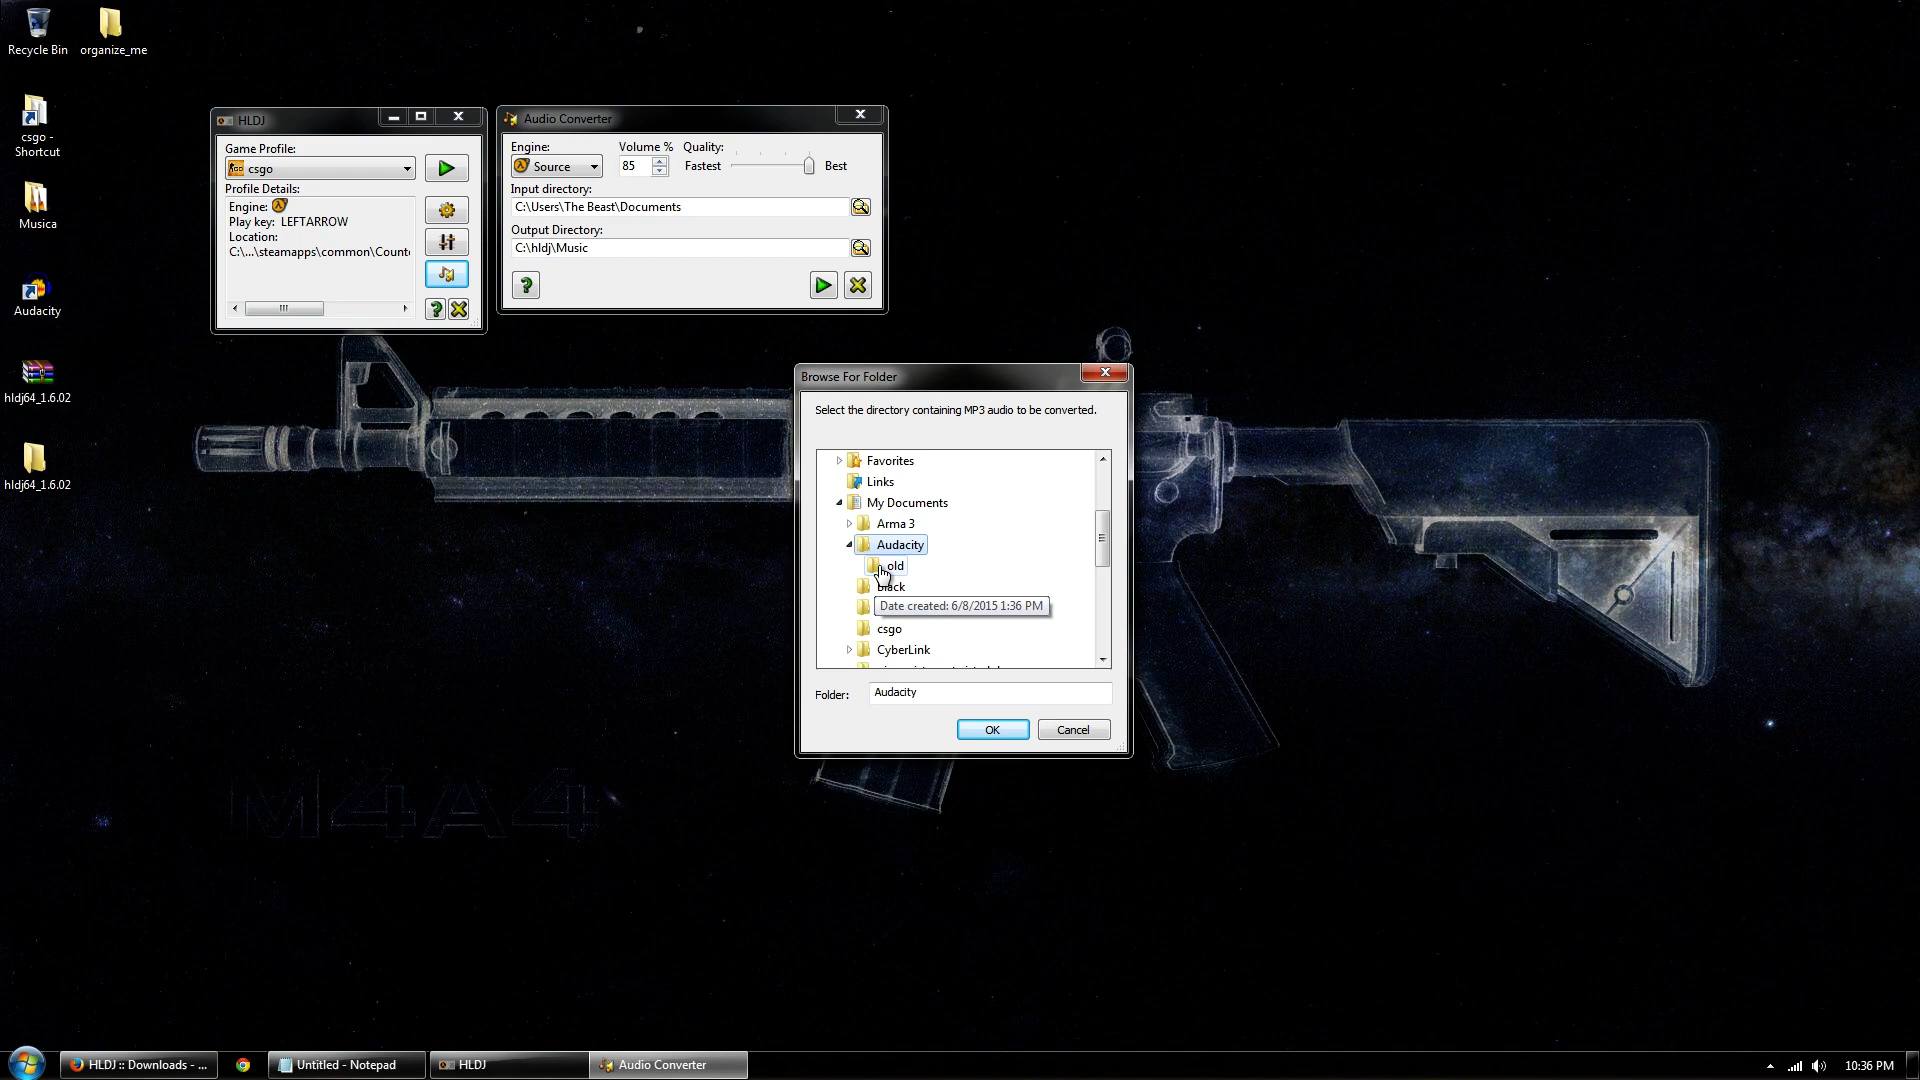 Recycle Bin
organize_me
csgo -
Shortcut
Musica
Audacity
hldj64_1.6.02
hldj64_1.6.02
HLDJ
Game Profile:
csgo
Profile Details:
Engine:
Play key: LEFTARROW
Location:
C:\...\steamapps\common\Count
Audio Converter
Engine:
Volume %
Quality:
Source
85
Fastest
Best
Input directory:
C:\Users\The Beast\Documents
Output Directory:
C:\hldj\Music
Browse For Folder
Select the directory containing MP3 audio to be converted.
Favorites
Links
My Documents
Arma 3
Audacity
old
black
Date created: 6/8/2015 1:36 PM
csgo
CyberLink
Folder:
Audacity
OK
Cancel
M4A4
HLDJ :: Downloads - ...
Untitled - Notepad
HLDJ
Audio Converter
10:36 PM